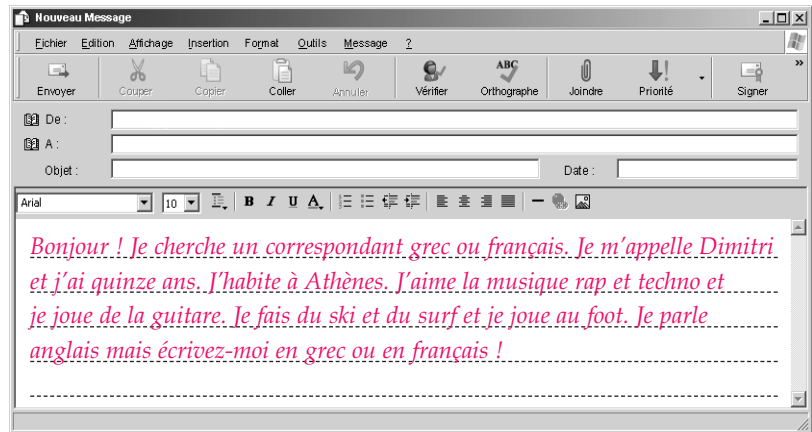 Nouveau Message
Fichier Edition Affichage Insertion Format Outils Message ?
Envoyer Couper Copier Coller Annuler Vérifier Orthographe Joindre Priorité Signer »
ABC
De :
A :
Objet : Date :
Arial 10 B I U A
Bonjour ! Je cherche un correspondant grec ou français. Je m'appelle Dimitri
et j'ai quinze ans. J'habite à Athènes. J'aime la musique rap et techno et
je joue de la guitare. Je fais du ski et du surf et je joue au foot. Je parle
anglais mais écrivez-moi en grec ou en français !